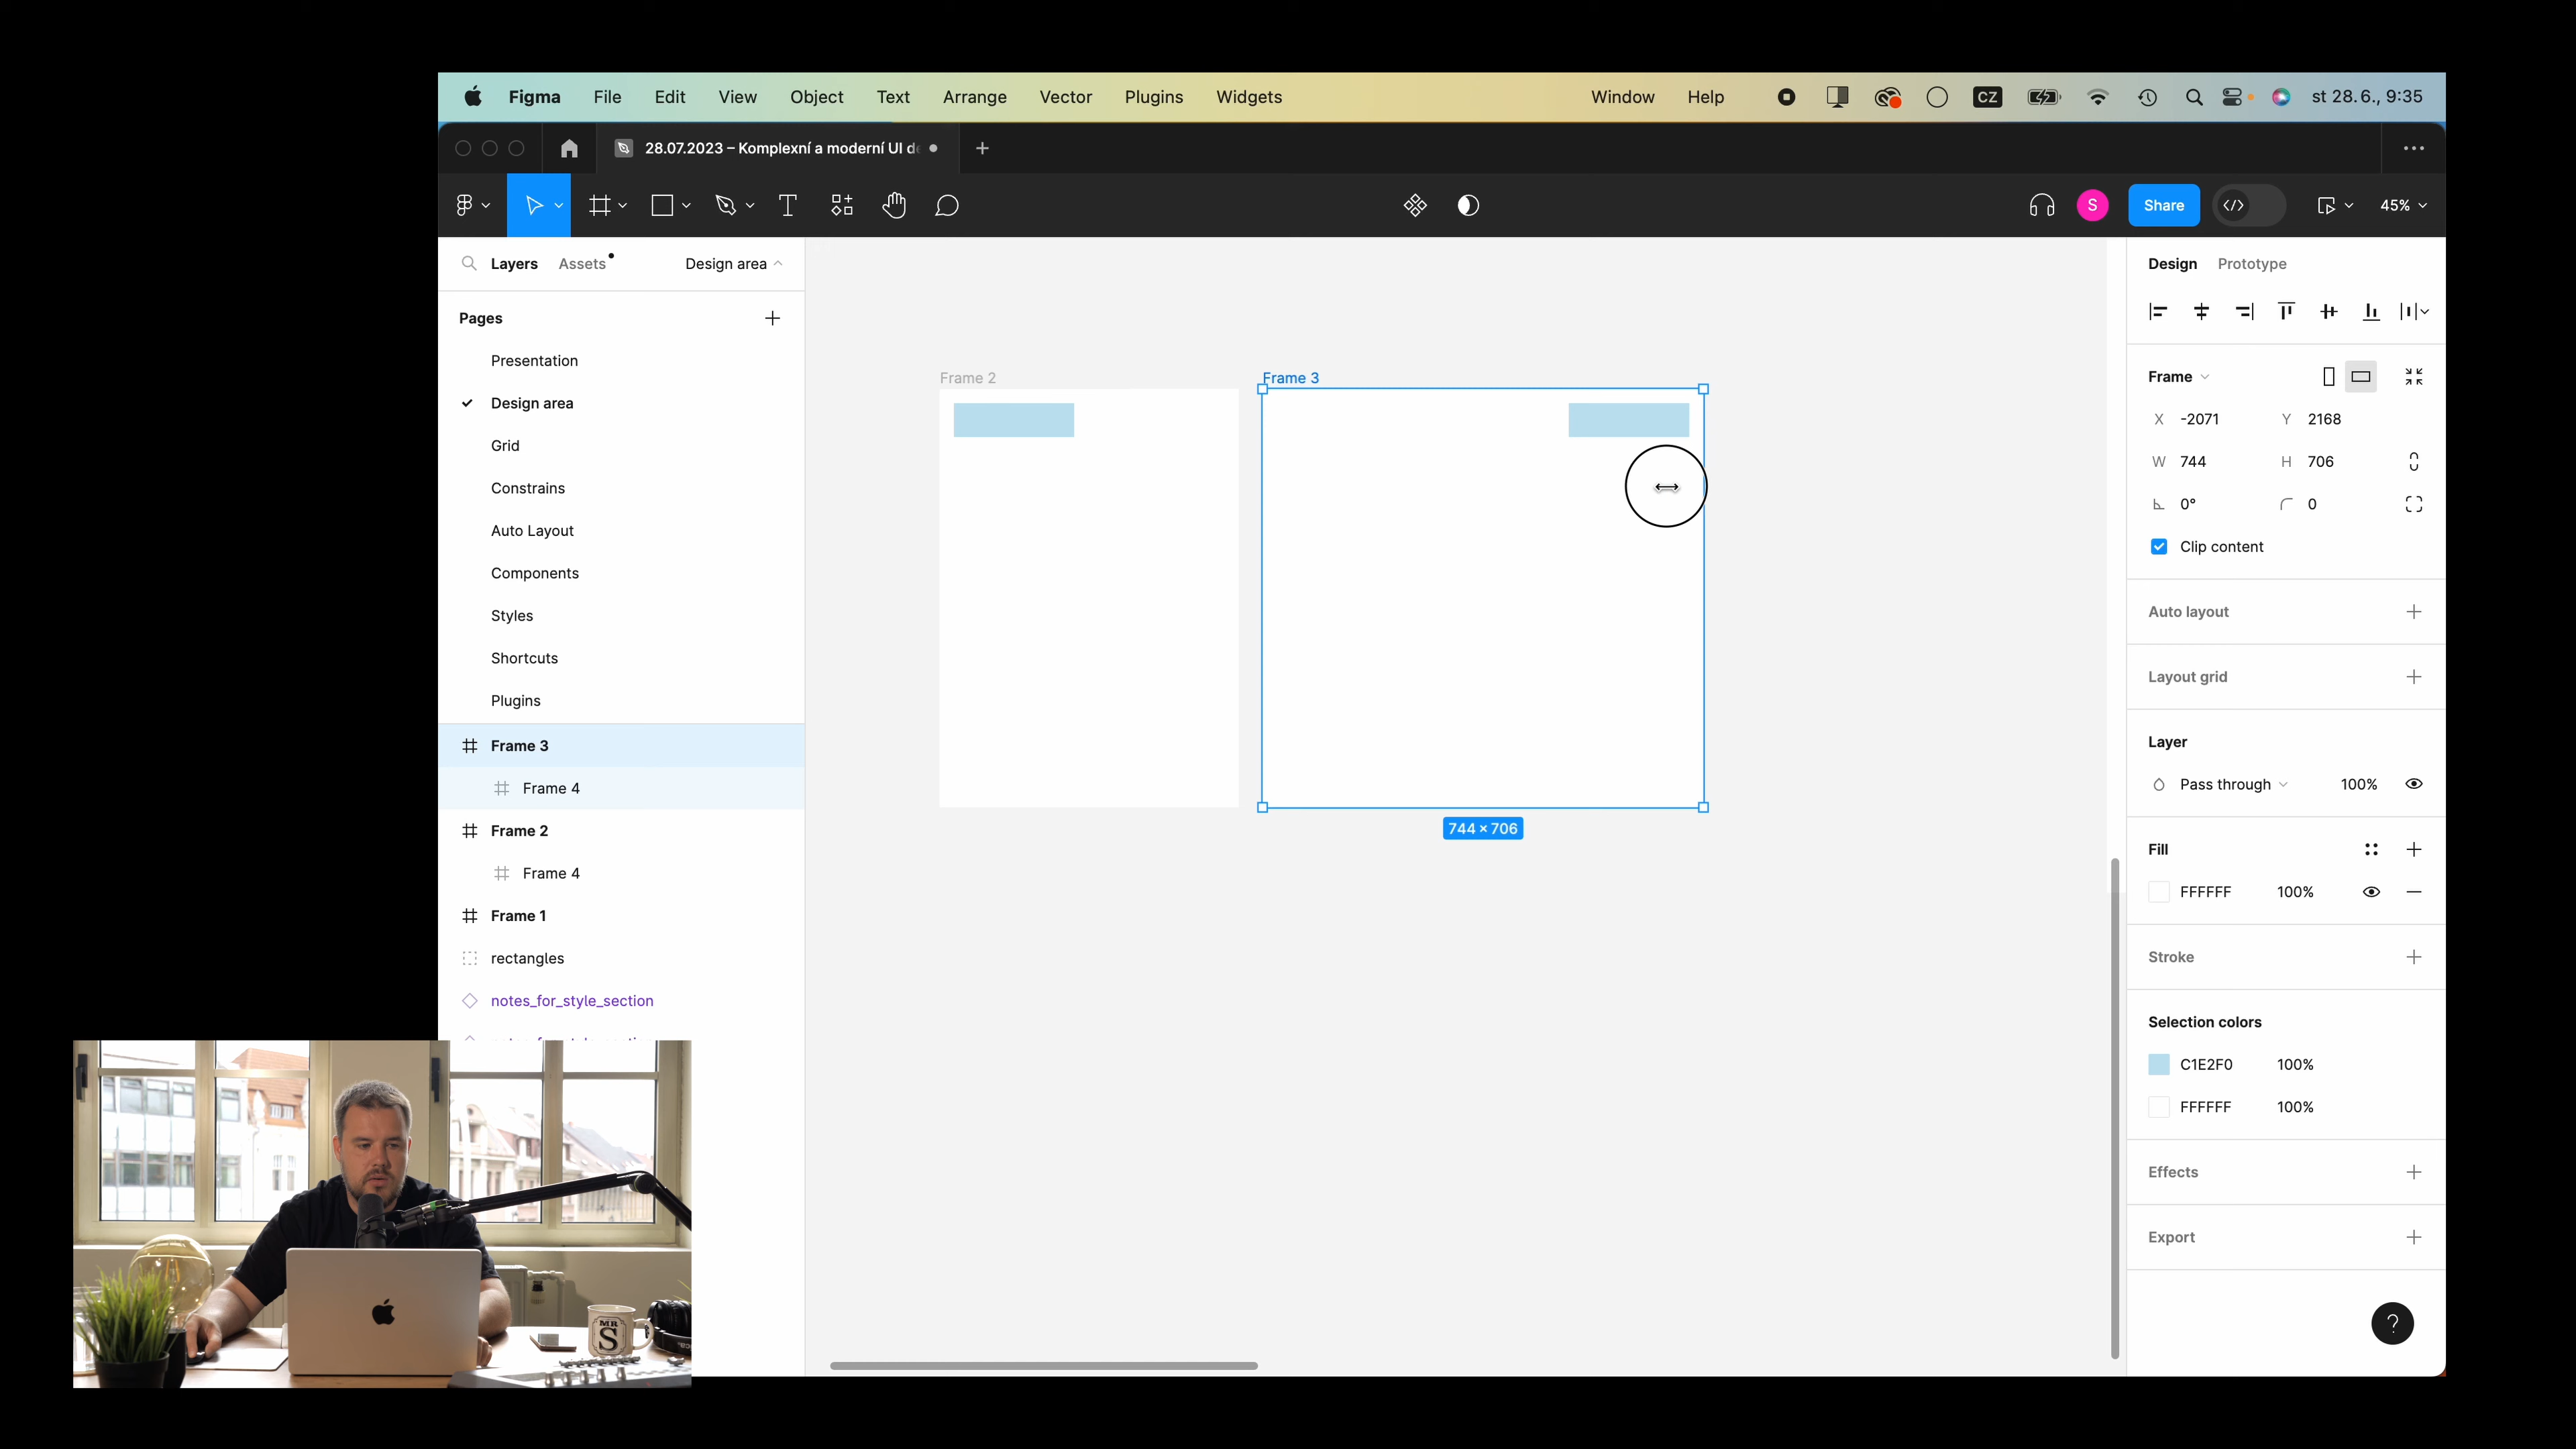 Figma File Edit View Object Text Arrange Vector Plugins Widgets Window Help CZ st 28.6., 9:35
28.07.2023 – Komplexní a moderní UI
S Share 45%
Layers Assets Design area
Design Prototype
Pages
Presentation
Design area
Grid
Constrains
Auto Layout
Components
Styles
Shortcuts
Plugins
Frame 3
Frame 4
Frame 2
Frame 4
Frame 1
rectangles
notes_for_style_section
Frame 2
Frame 3
744 × 706
Frame
X -2071 Y 2168
W 744 H 706
0° 0
Clip content
Auto layout
Layout grid
Layer
Pass through 100%
Fill
FFFFFF 100%
Stroke
Selection colors
C1E2F0 100%
FFFFFF 100%
Effects
Export
?
MR
S